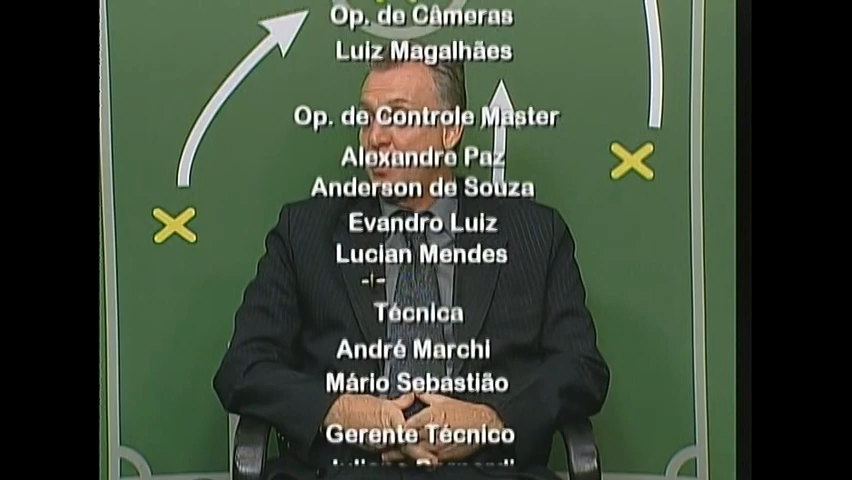 Op. de Câmeras
Luiz Magalhães
Op. de Controle Master
Alexandre Paz
Anderson de Souza
Evandro Luiz
Lucian Mendes
Técnica
André Marchi
Mário Sebastião
Gerente Técnico